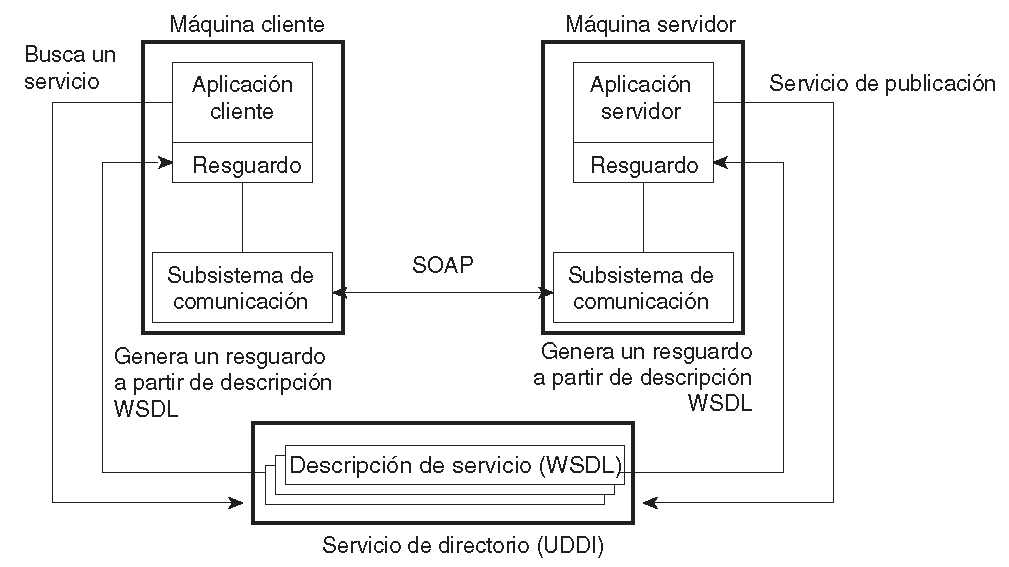 Máquina cliente
Máquina servidor
Busca un
servicio
Aplicación
cliente
Resguardo
Subsistema de
comunicación
SOAP
Aplicación
servidor
Resguardo
Subsistema de
comunicación
Servicio de publicación
Genera un resguardo
a partir de descripción
WSDL
Genera un resguardo
a partir de descripción
WSDL
Descripción de servicio (WSDL)
Servicio de directorio (UDDI)